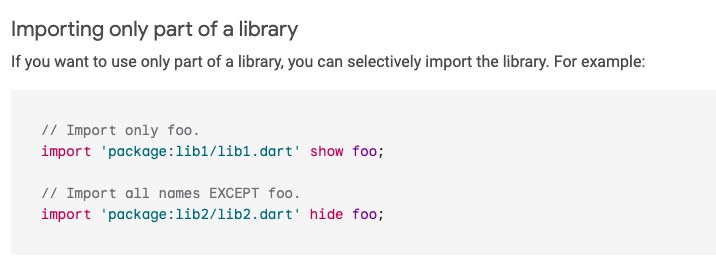 Importing only part of a library
If you want to use only part of a library, you can selectively import the library. For example:
// Import only foo.
import 'package:lib1/lib1.dart' show foo;
// Import all names EXCEPT foo.
import 'package:lib2/lib2.dart' hide foo;